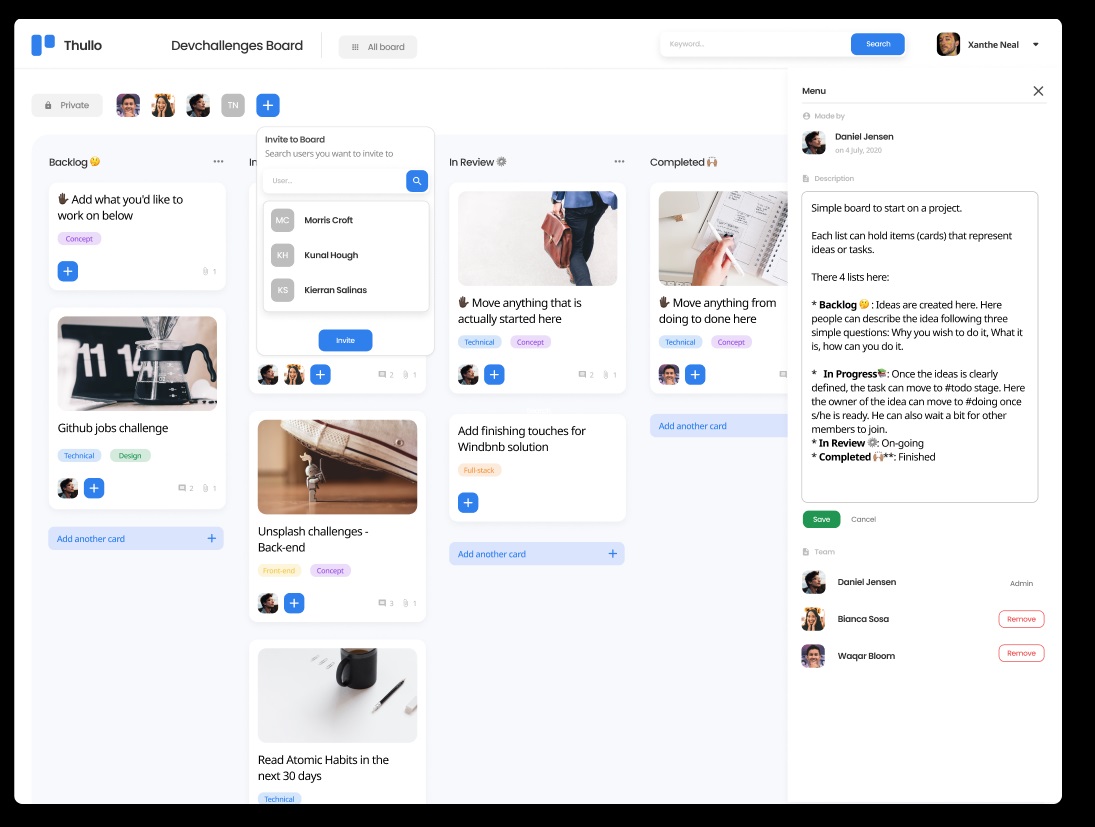 Thullo
Devchallenges Board
All board
Keyword...
Search
Xanthe Neal
Private
TN
Invite to Board
Search users you want to invite to
User...
MC Morris Croft
KH Kunal Hough
KS Kierran Salinas
Invite
Backlog 🤔
✋🏿 Add what you'd like to
work on below
Concept
1
11 14
Github jobs challenge
Technical Design
2 1
Add another card
In
2 1
Unsplash challenges -
Back-end
Front-end Concept
3 1
Read Atomic Habits in the
next 30 days
Technical
In Review ⚙️
✋🏿 Move anything that is
actually started here
Technical Concept
2 1
Add finishing touches for
Windbnb solution
Full-stack
Add another card
Completed 🙌🏽
✋🏿 Move anything from
doing to done here
Technical Concept
Add another card
Menu
Made by
Daniel Jensen
on 4 July, 2020
Description
Simple board to start on a project.
Each list can hold items (cards) that represent
ideas or tasks.
There 4 lists here:
* Backlog 🤔 : Ideas are created here. Here
people can describe the idea following three
simple questions: Why you wish to do it, What it
is, how can you do it.
* In Progress📚: Once the ideas is clearly
defined, the task can move to #todo stage. Here
the owner of the idea can move to #doing once
s/he is ready. He can also wait a bit for other
members to join.
* In Review ⚙️: On-going
* Completed 🙌🏽**: Finished
Save Cancel
Team
Daniel Jensen Admin
Bianca Sosa Remove
Waqar Bloom Remove